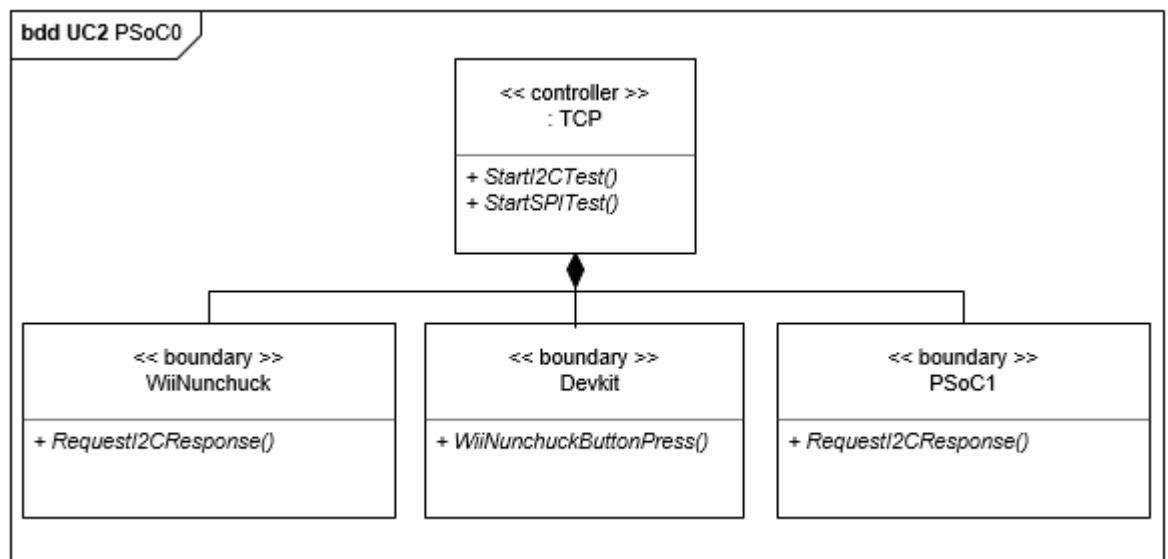 bdd UC2 PSoC0
<< controller >>
: TCP
+ StartI2CTest()
+ StartSPITest()
<< boundary >>
WiiNunchuck
+ RequestI2CResponse()
<< boundary >>
Devkit
+ WiiNunchuckButtonPress()
<< boundary >>
PSoC1
+ RequestI2CResponse()